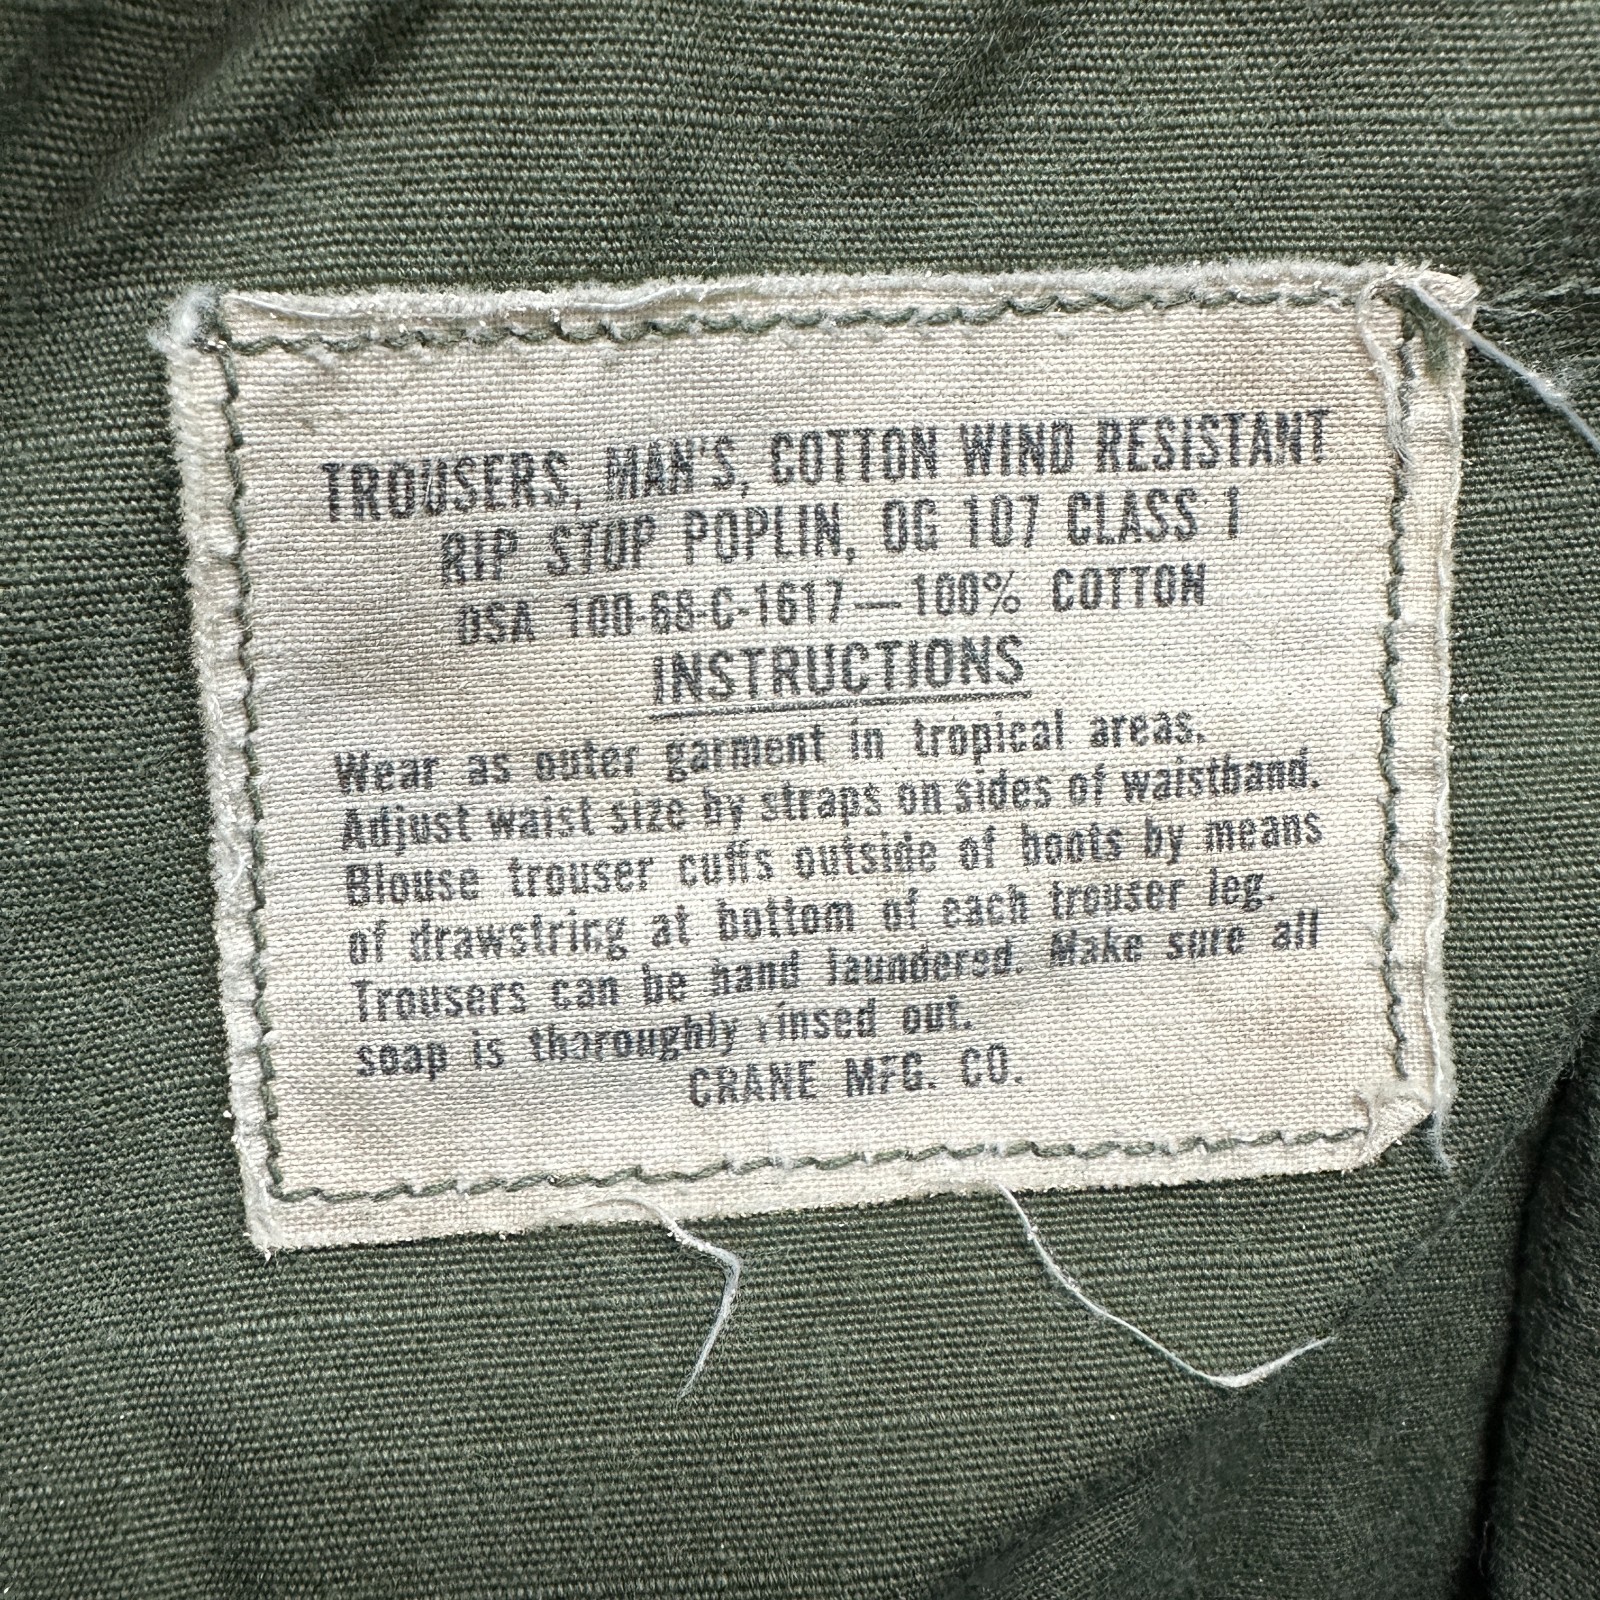 TROUSERS, MAN'S, COTTON WIND RESISTANT
RIP STOP POPLIN, OG 107 CLASS 1
DSA 100-68-C-1617—100% COTTON
INSTRUCTIONS
Wear as outer garment in tropical areas.
Adjust waist size by straps on sides of waistband.
Blouse trouser cuffs outside of boots by means
of drawstring at bottom of each trouser leg.
Trousers can be hand laundered. Make sure all
soap is thoroughly rinsed out.
CRANE MFG. CO.